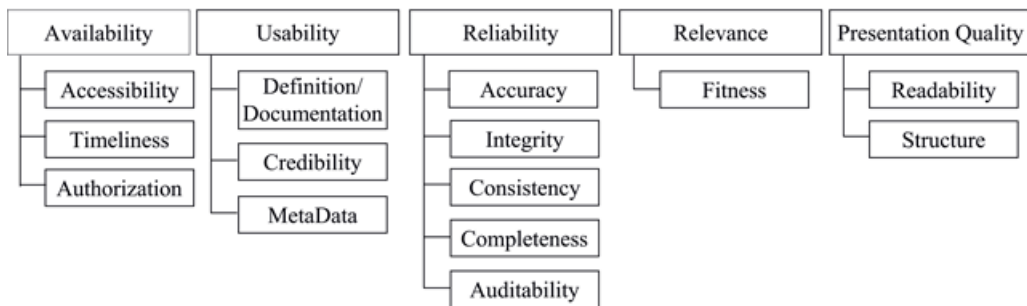 Availability
Accessibility
Timeliness
Authorization
Usability
Definition/
Documentation
Credibility
MetaData
Reliability
Accuracy
Integrity
Consistency
Completeness
Auditability
Relevance
Fitness
Presentation Quality
Readability
Structure